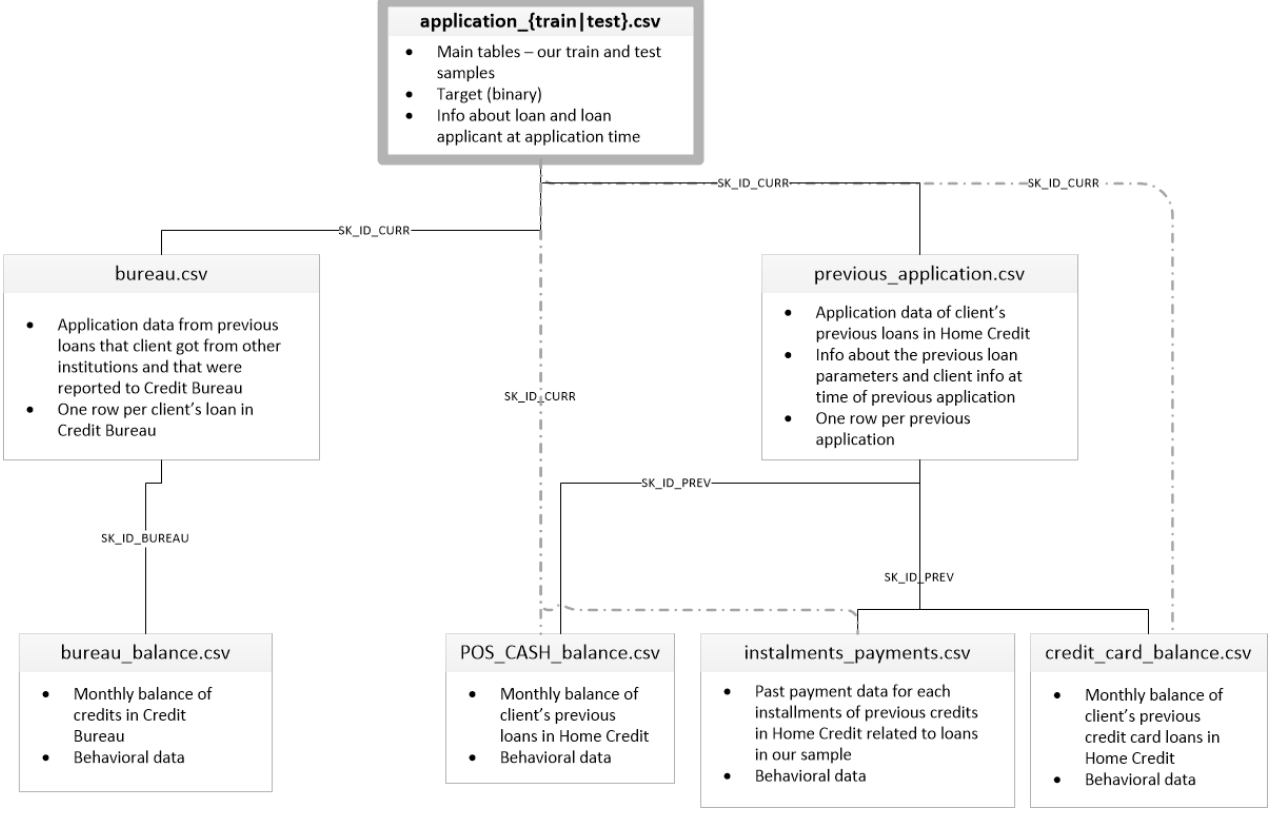 application_{train|test}.csv
• Main tables – our train and test
samples
• Target (binary)
• Info about loan and loan
applicant at application time
SK_ID_CURR
SK_ID_CURR
SK_ID_CURR
bureau.csv
• Application data from previous
loans that client got from other
institutions and that were
reported to Credit Bureau
• One row per client's loan in
Credit Bureau
previous_application.csv
• Application data of client's
previous loans in Home Credit
• Info about the previous loan
parameters and client info at
time of previous application
• One row per previous
application
SK_ID_CURR
SK_ID_PREV
SK_ID_BUREAU
SK_ID_PREV
bureau_balance.csv
• Monthly balance of
credits in Credit
Bureau
• Behavioral data
POS_CASH_balance.csv
• Monthly balance of
client's previous
loans in Home Credit
• Behavioral data
instalments_payments.csv
• Past payment data for each
installments of previous credits
in Home Credit related to loans
in our sample
• Behavioral data
credit_card_balance.csv
• Monthly balance of
client's previous
credit card loans in
Home Credit
• Behavioral data